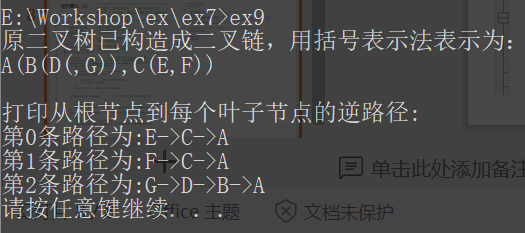 E:\Workshop\ex\ex7>ex9
原二叉树已构造成二叉链，用括号表示法表示为：
A(B(D(,G)),C(E,F))
打印从根节点到每个叶子节点的逆路径:
第0条路径为:E->C->A
第1条路径为:F->C->A
第2条路径为:G->D->B->A
请按任意键继续. . .
单击此处添加备注
ffice 主题
文档未保护